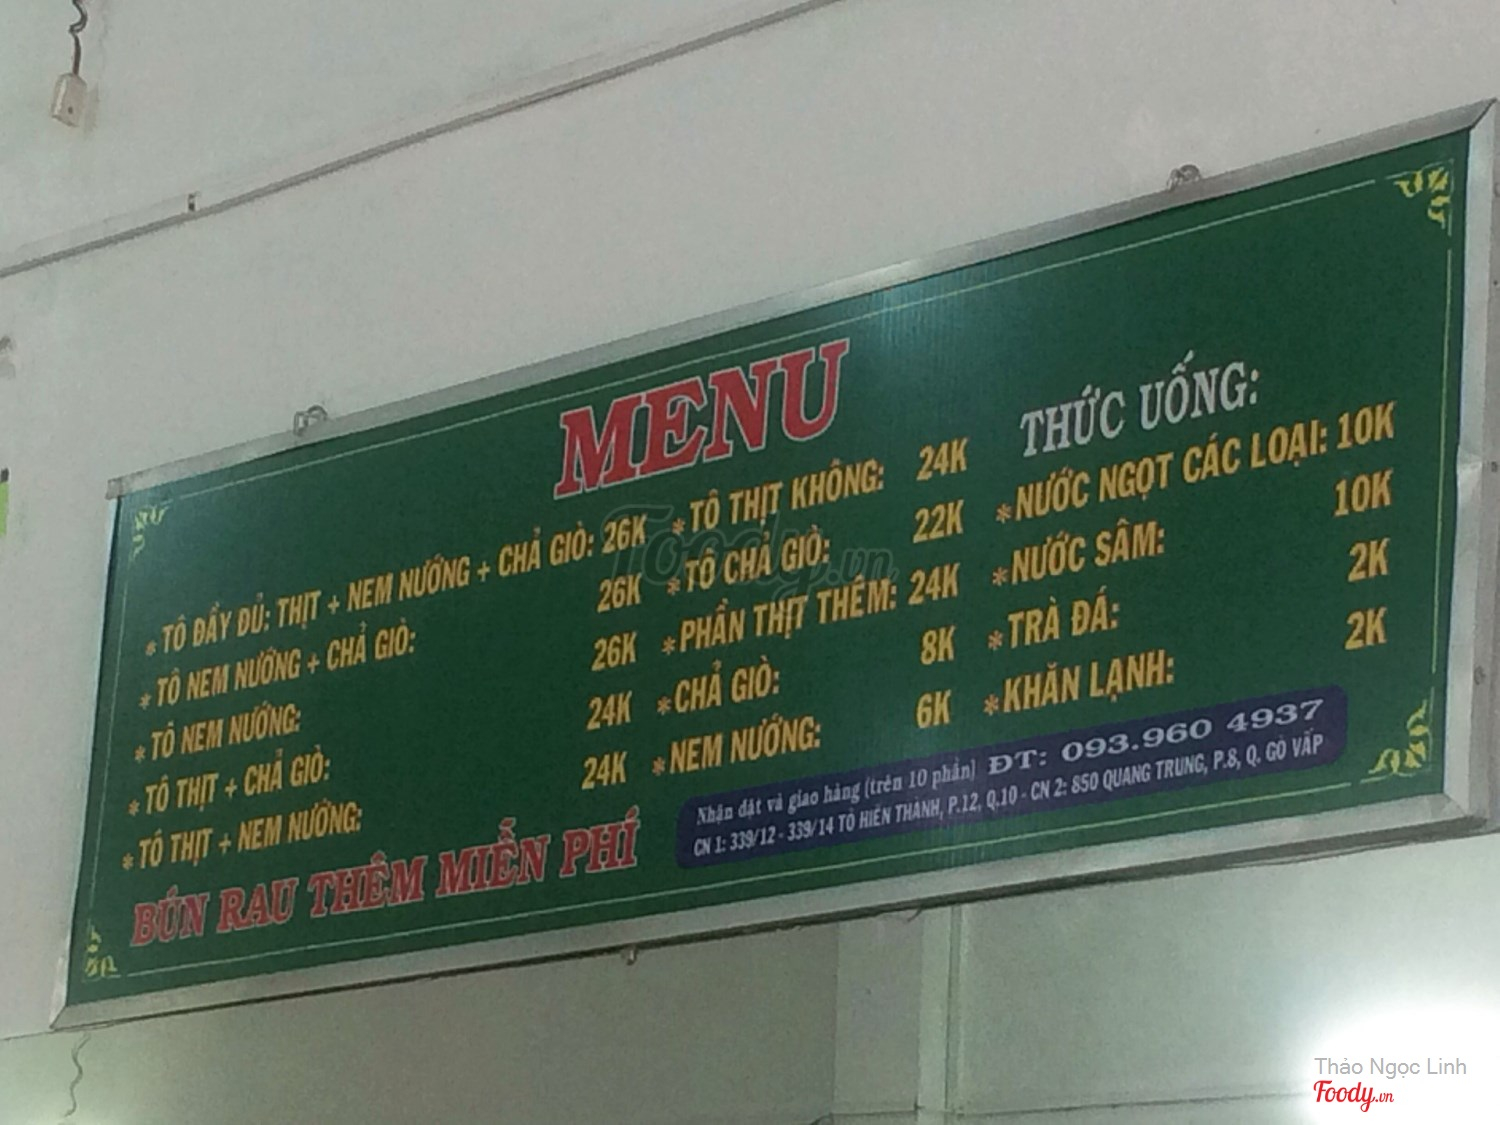 MENU
* TÔ ĐẦY ĐỦ: THỊT + NEM NƯỚNG + CHẢ GIÒ: 26K
* TÔ NEM NƯỚNG + CHẢ GIÒ: 26K
* TÔ NEM NƯỚNG: 26K
* TÔ THỊT + CHẢ GIÒ: 24K
* TÔ THỊT + NEM NƯỚNG: 24K
BÚN RAU THÊM MIỄN PHÍ
* TÔ THỊT KHÔNG: 24K
* TÔ CHẢ GIÒ: 22K
* PHẦN THỊT THÊM: 24K
* CHẢ GIÒ: 8K
* NEM NƯỚNG: 6K
THỨC UỐNG:
* NƯỚC NGỌT CÁC LOẠI: 10K
* NƯỚC SÂM: 10K
* TRÀ ĐÁ: 2K
* KHĂN LẠNH: 2K
Nhận đặt và giao hàng (trên 10 phần) ĐT: 093.960 4937
CN 1: 339/12 - 339/14 TÔ HIẾN THÀNH, P.12, Q.10 - CN 2: 850 QUANG TRUNG, P.8, Q. GÒ VẤP
Foody.vn
Thảo Ngọc Linh
Foody.vn